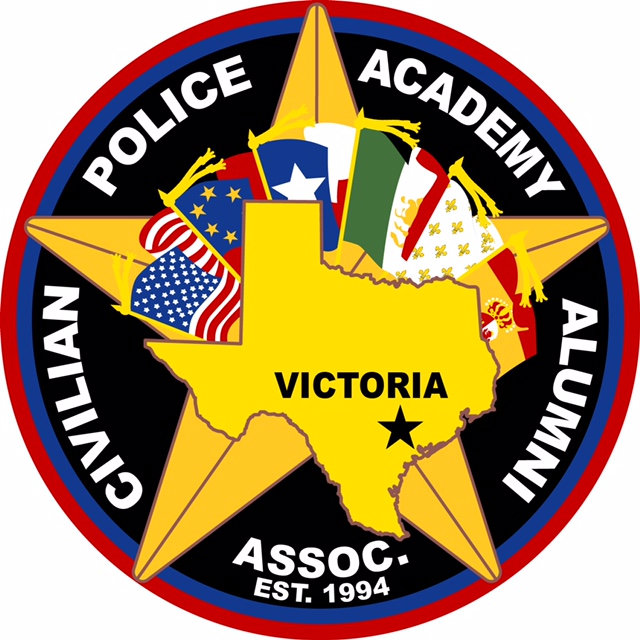 CIVILIAN POLICE ACADEMY ALUMNI
ASSOC.
EST. 1994
VICTORIA